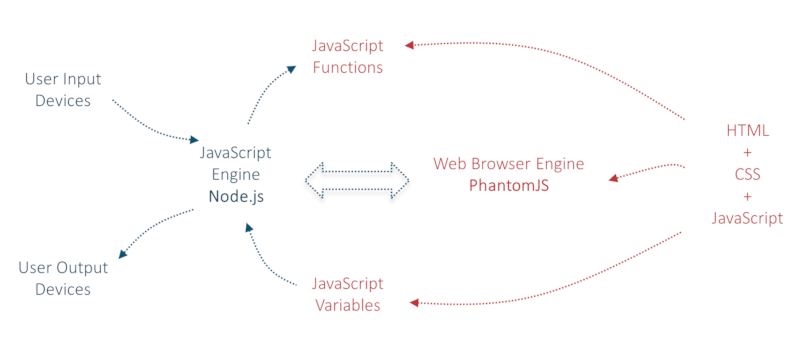 JavaScript
Functions
User Input
Devices
JavaScript
Engine
Node.js
Web Browser Engine
PhantomJS
HTML
+
CSS
+
JavaScript
User Output
Devices
JavaScript
Variables